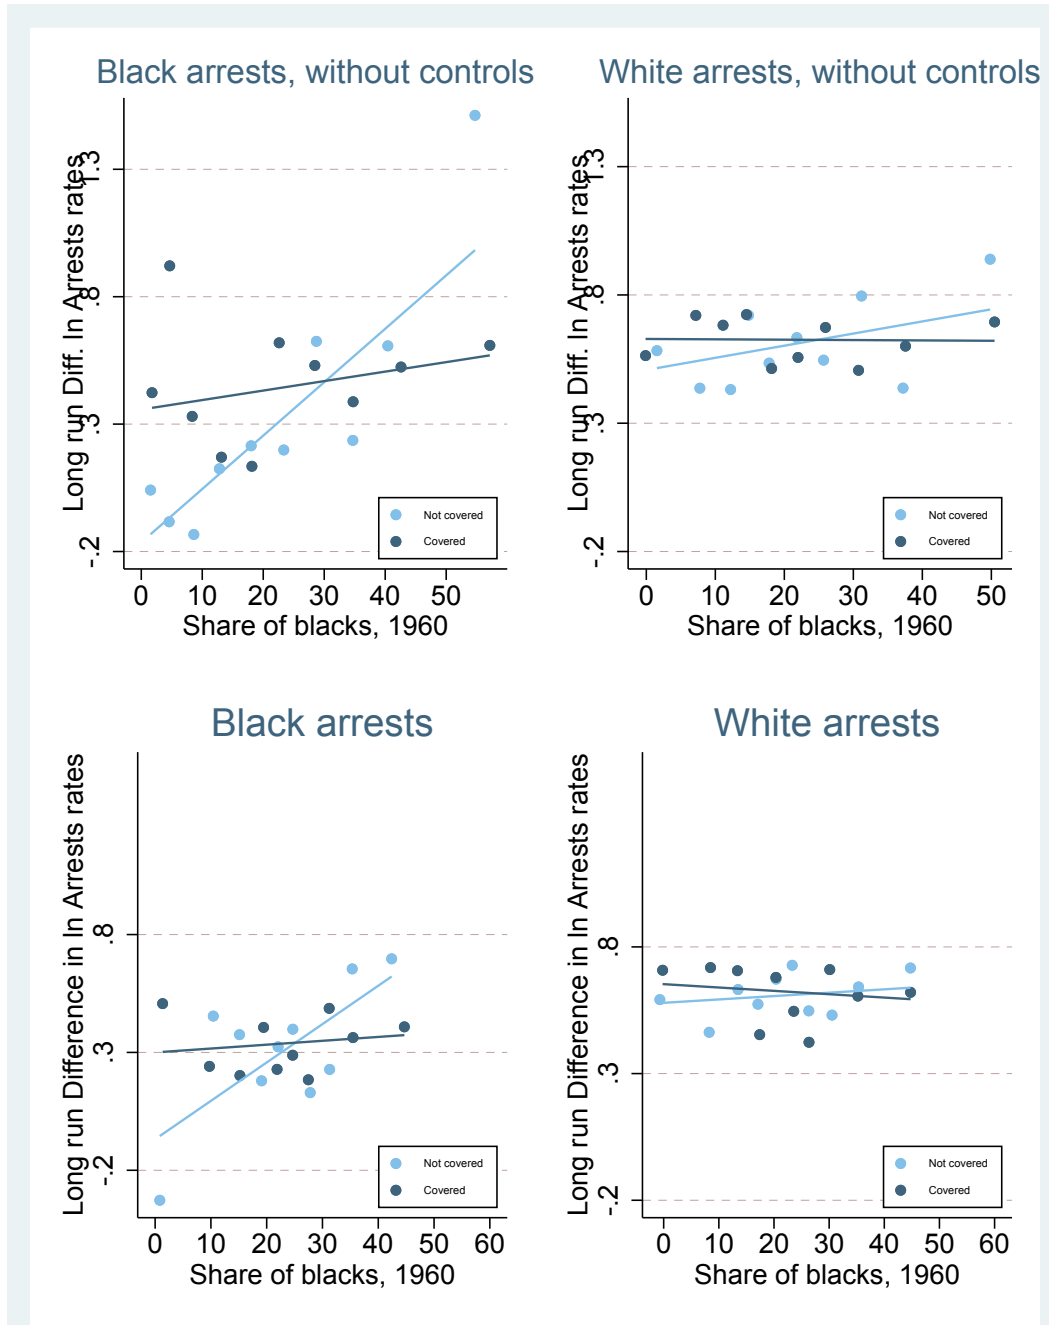 Black arrests, without controls
Long run Diff. ln Arrests rates
1.3
.8
.3
-.2
Not covered
Covered
0 10 20 30 40 50
Share of blacks, 1960
White arrests, without controls
Long run Diff. ln Arrests rates
1.3
.8
.3
-.2
Not covered
Covered
0 10 20 30 40 50
Share of blacks, 1960
Black arrests
Long run Difference in ln Arrests rates
.8
.3
-.2
Not covered
Covered
0 10 20 30 40 50 60
Share of blacks, 1960
White arrests
Long run Difference in ln Arrests rates
.8
.3
-.2
Not covered
Covered
0 10 20 30 40 50 60
Share of blacks, 1960